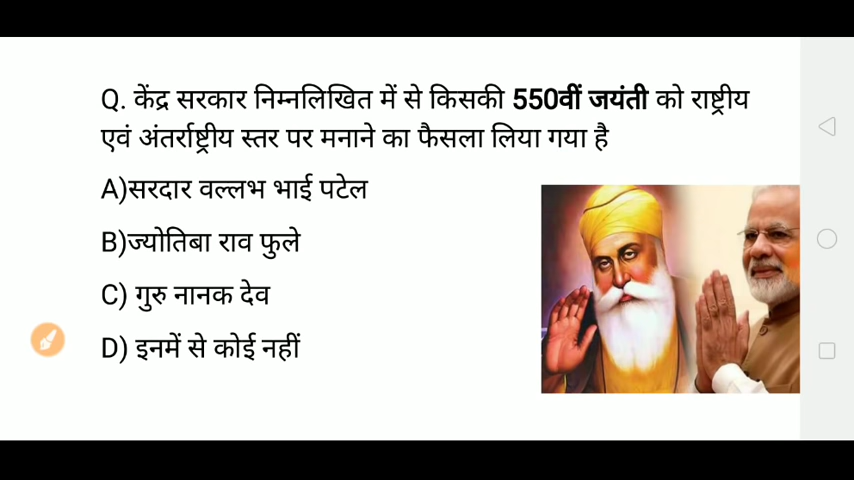 Q. केंद्र सरकार निम्नलिखित में से किसकी 550वीं जयंती को राष्ट्रीय
एवं अंतर्राष्ट्रीय स्तर पर मनाने का फैसला लिया गया है
A)सरदार वल्लभ भाई पटेल
B)ज्योतिबा राव फुले
C) गुरु नानक देव
D) इनमें से कोई नहीं